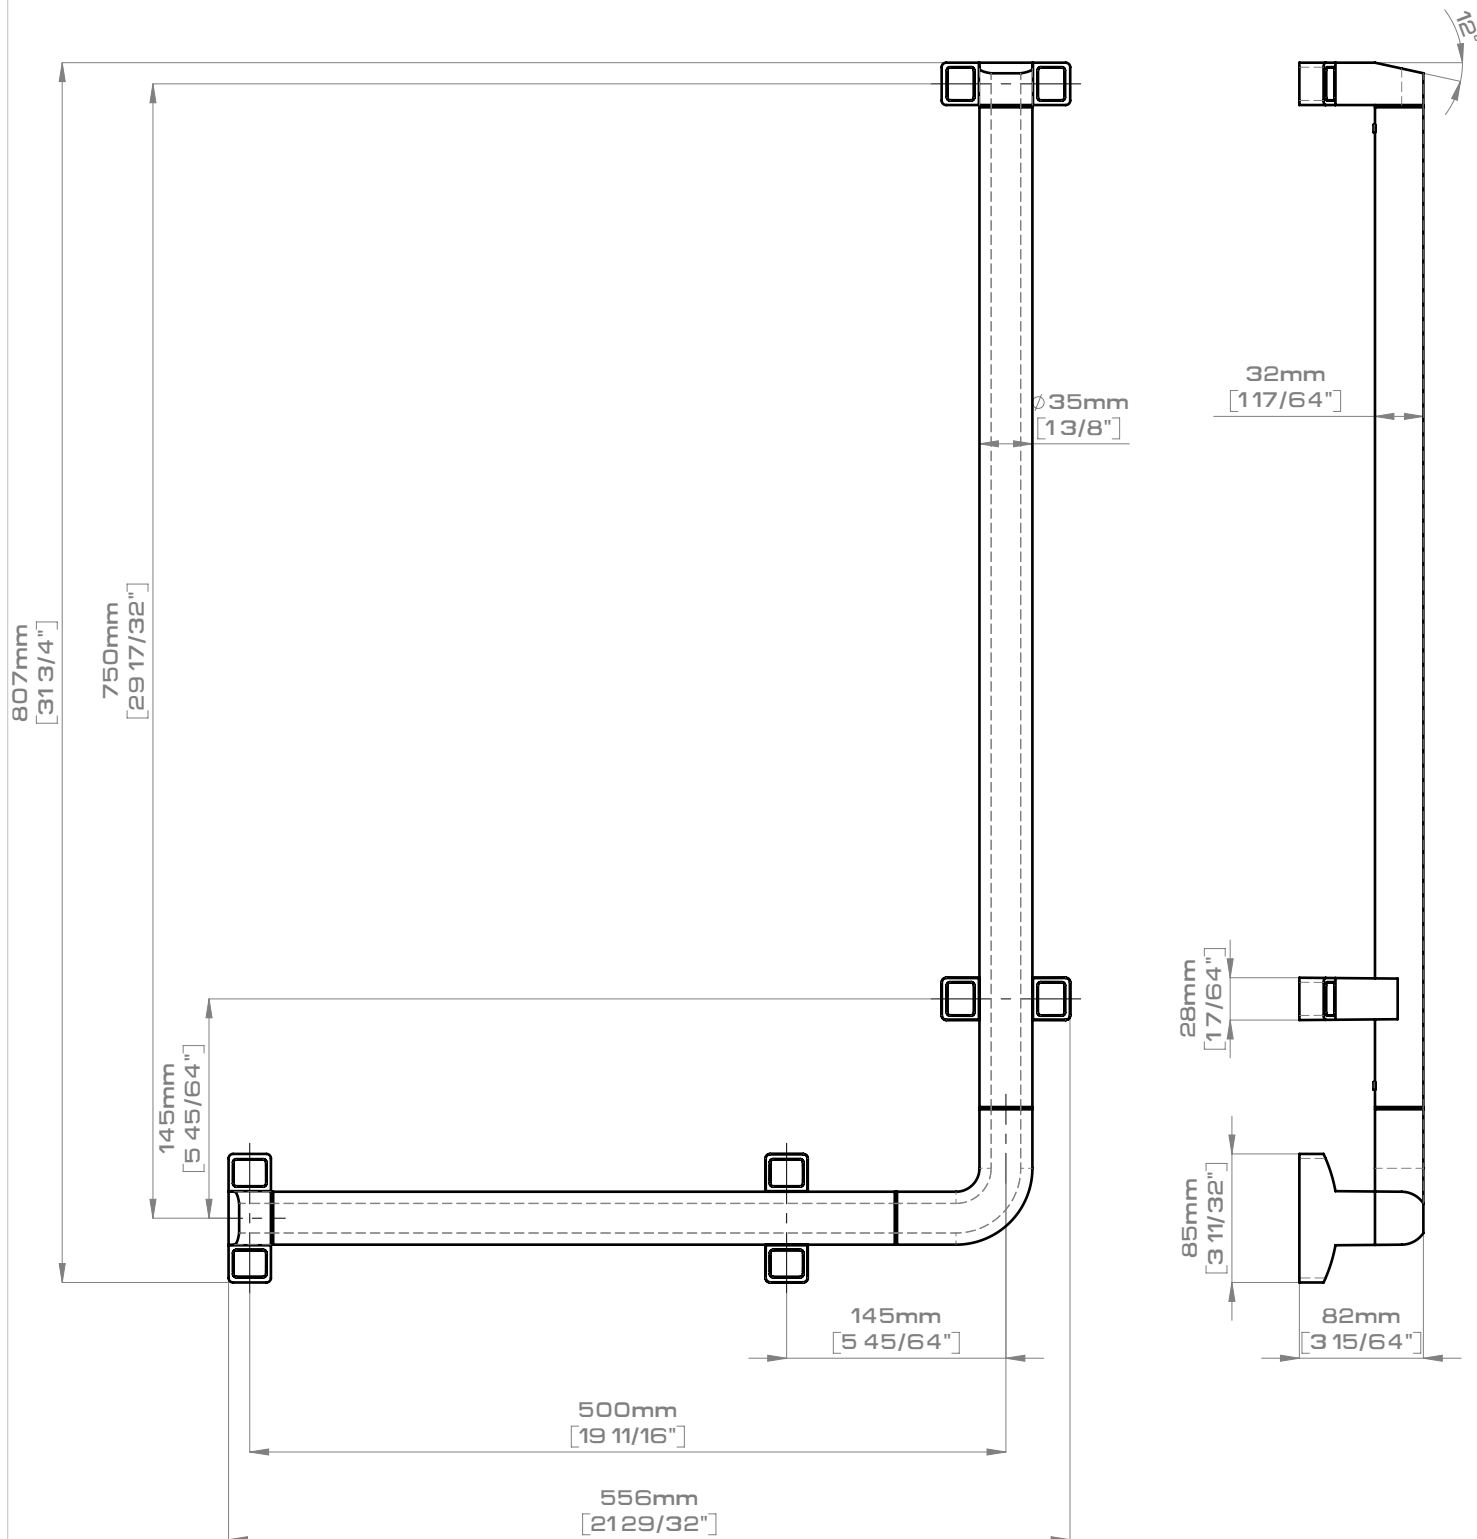 12°
32mm
[1 17/64"]
⌀35mm
[1 3/8"]
807mm
[31 3/4"]
750mm
[29 17/32"]
145mm
[5 45/64"]
28mm
[1 7/64"]
85mm
[3 11/32"]
145mm
[5 45/64"]
82mm
[3 15/64"]
500mm
[19 11/16"]
556mm
[21 29/32"]